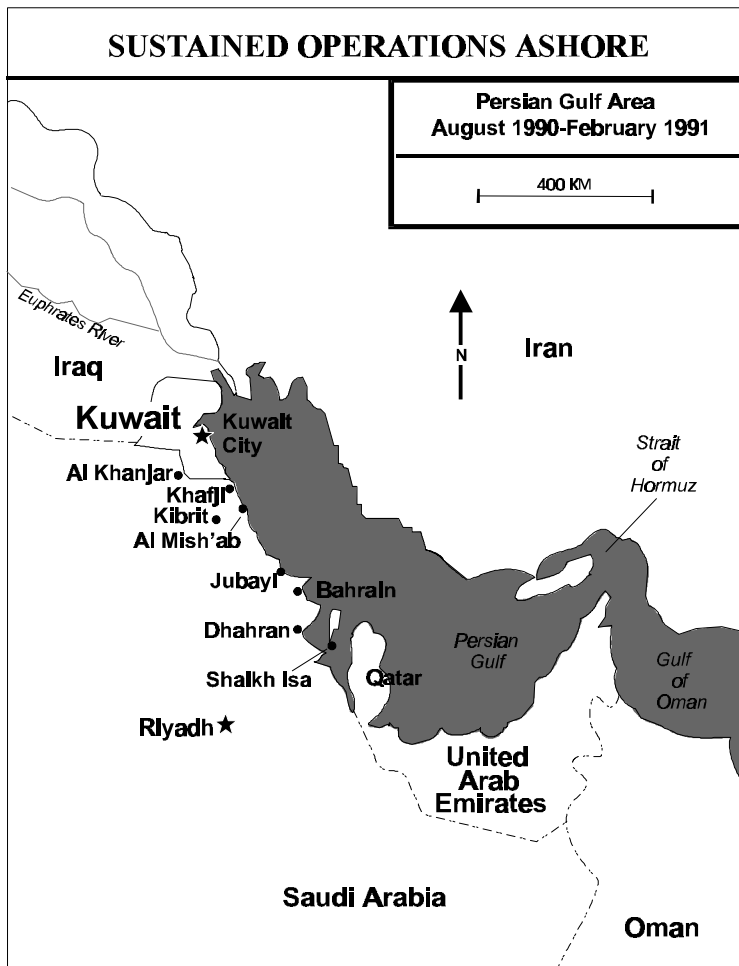 SUSTAINED OPERATIONS ASHORE
Persian Gulf Area
August 1990-February 1991
400 KM
Euphrates River
N
Iran
Iraq
Kuwait
Kuwait
City
Strait
of
Hormuz
Al Khanjar
Khafji
Kibrit
Al Mish’ab
Jubayl
Bahrain
Dhahran
Persian
Gulf
Shaikh Isa
Qatar
Gulf
of
Oman
Riyadh
United
Arab
Emirates
Saudi Arabia
Oman